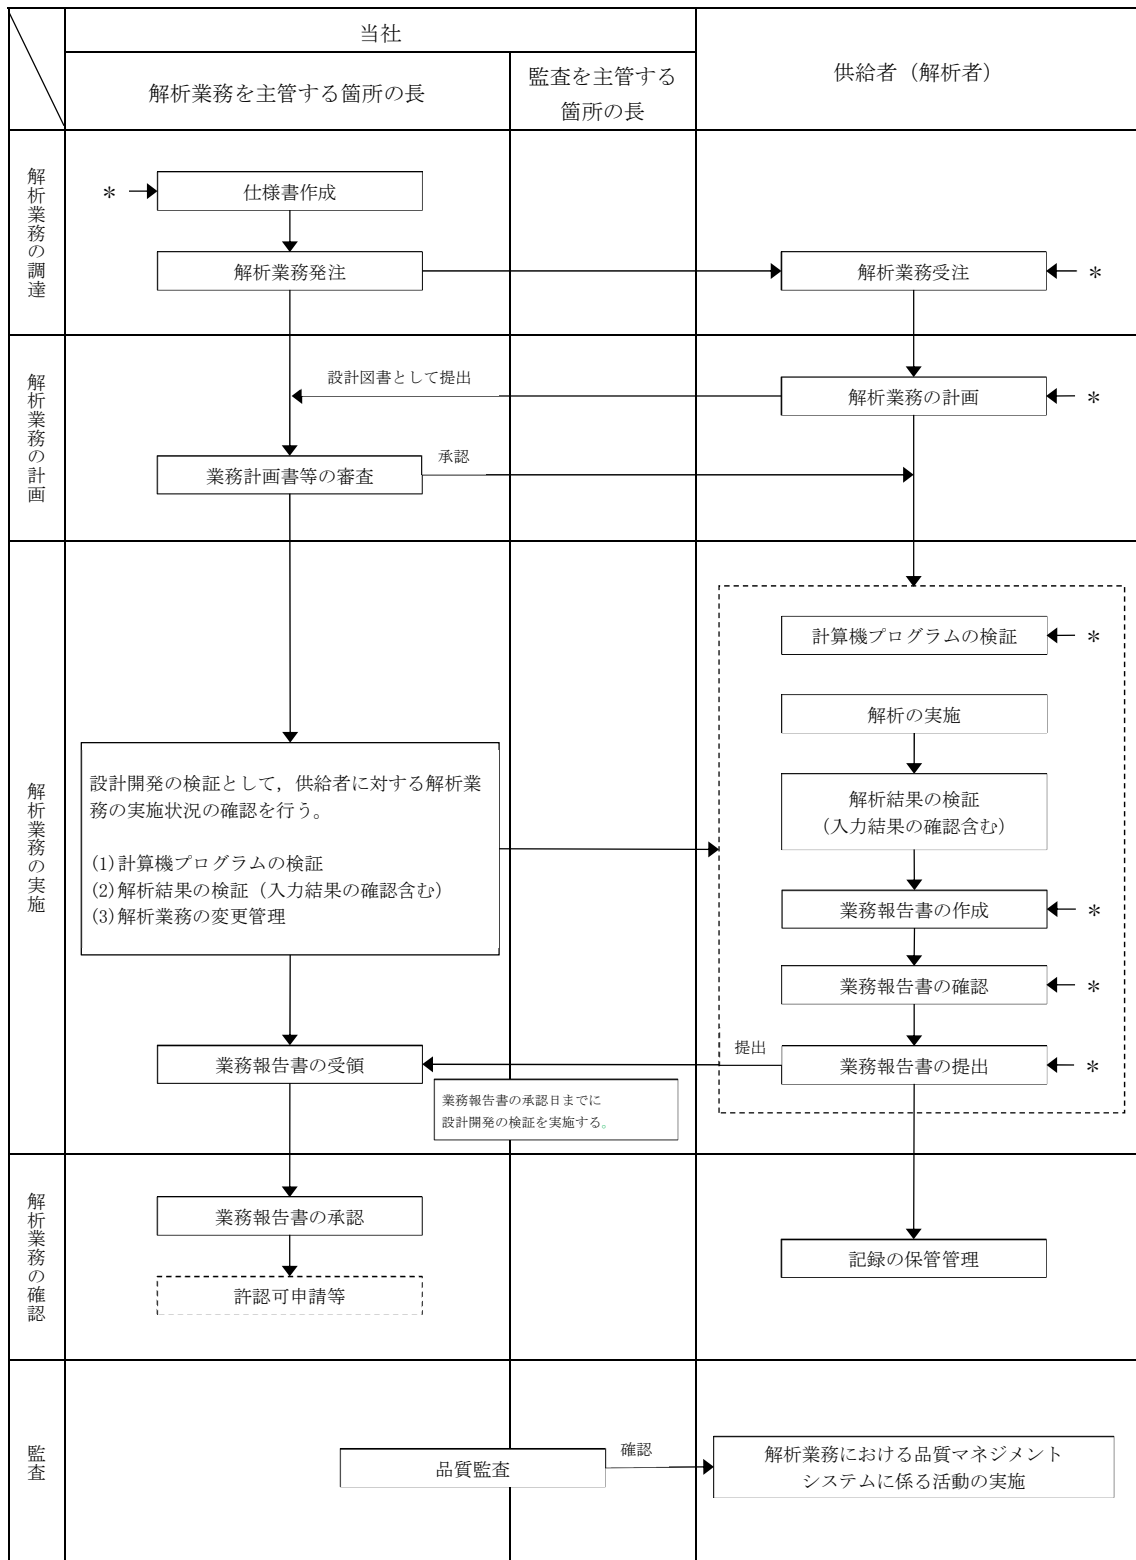 当社
供給者（解析者）
解析業務を主管する箇所の長
監査を主管する
箇所の長
解析業務の調達
＊
仕様書作成
解析業務発注
解析業務受注
＊
解析業務の計画
設計図書として提出
解析業務の計画
＊
業務計画書等の審査
承認
解析業務の実施
計算機プログラムの検証
＊
解析の実施
設計開発の検証として，供給者に対する解析業
務の実施状況の確認を行う。
(1)計算機プログラムの検証
(2)解析結果の検証（入力結果の確認含む）
(3)解析業務の変更管理
解析結果の検証
（入力結果の確認含む）
業務報告書の作成
＊
業務報告書の確認
＊
業務報告書の受領
提出
業務報告書の提出
＊
業務報告書の承認日までに
設計開発の検証を実施する。
解析業務の確認
業務報告書の承認
許認可申請等
記録の保管管理
監査
品質監査
確認
解析業務における品質マネジメント
システムに係る活動の実施